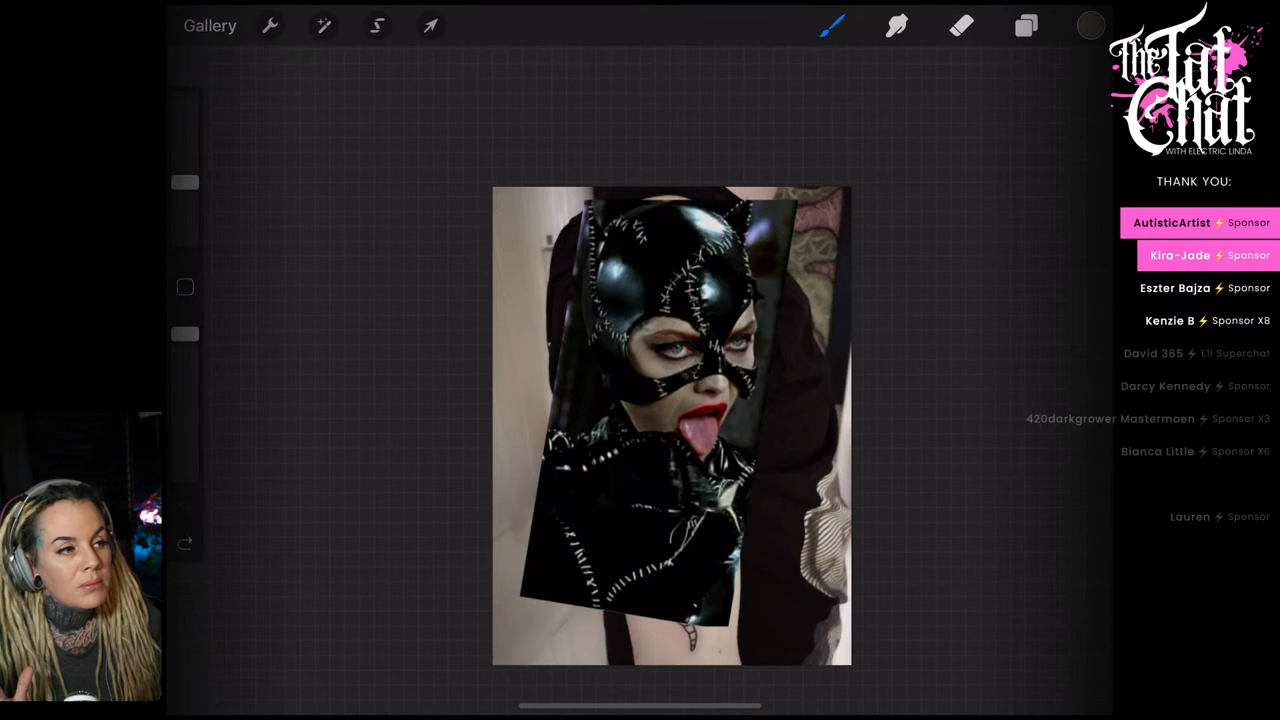 Gallery
The Tat Chat
WITH ELECTRIC LINDA
THANK YOU:
AutisticArtist ⚡ Sponsor
Kira-Jade ⚡ Sponsor
Eszter Bajza ⚡ Sponsor
Kenzie B ⚡ Sponsor X8
David 365 ⚡ 1,11 Superchat
Darcy Kennedy ⚡ Sponsor
420darkgrower Mastermoen ⚡ Sponsor X3
Bianca Little ⚡ Sponsor X6
Lauren ⚡ Sponsor